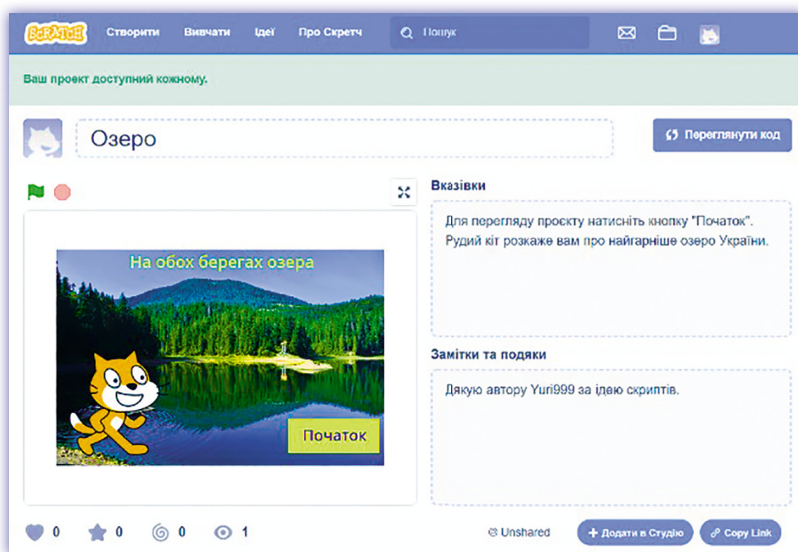 SCRATCH
Створити Вивчати Ідеї Про Скретч Пошук
Ваш проект доступний кожному.
Озеро
Переглянути код
Вказівки
Для перегляду проєкту натисніть кнопку "Початок".
Рудий кіт розкаже вам про найгарніше озеро України.
На обох берегах озера
Початок
Замітки та подяки
Дякую автору Yuri999 за ідею скриптів.
0 0 0 1
Unshared
+ Додати в Студію
Copy Link